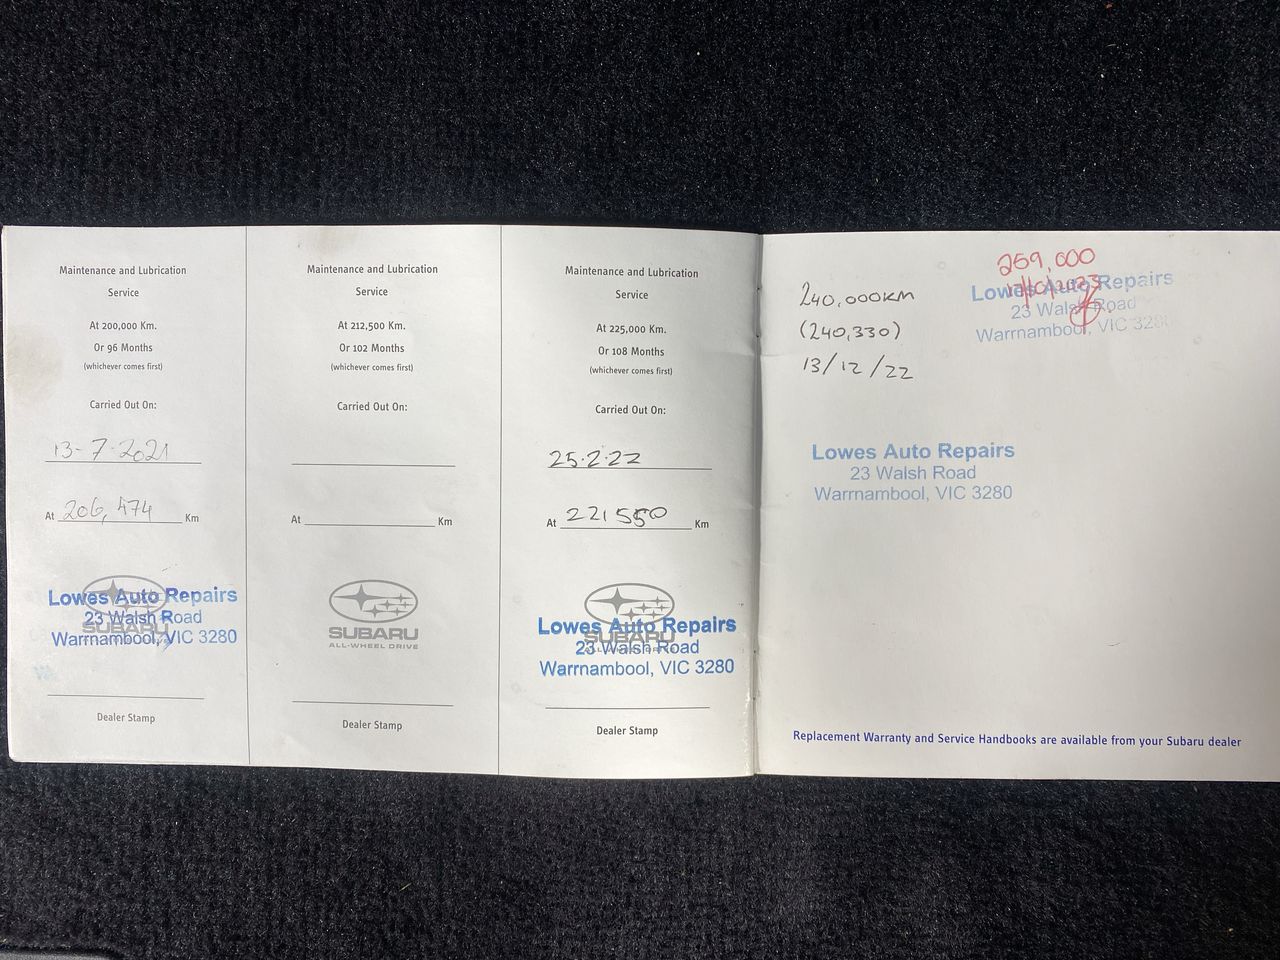 Maintenance and Lubrication
Service
At 200,000 Km.
Or 96 Months
(whichever comes first)
Carried Out On:
13-7-2021
At 206,474 Km
SUBARU
Lowes Auto Repairs
23 Walsh Road
Warrnambool, VIC 3280
Dealer Stamp
Maintenance and Lubrication
Service
At 212,500 Km.
Or 102 Months
(whichever comes first)
Carried Out On:
At Km
SUBARU
ALL-WHEEL DRIVE
Dealer Stamp
Maintenance and Lubrication
Service
At 225,000 Km.
Or 108 Months
(whichever comes first)
Carried Out On:
25.2.22
At 221550 Km
SUBARU
Lowes Auto Repairs
23 Walsh Road
Warrnambool, VIC 3280
Dealer Stamp
240,000KM
(240,330)
13/12/22
Lowes Auto Repairs
23 Walsh Road
Warrnambool, VIC 3280
259,000
Lowes Auto Repairs
23 Walsh Road
Warrnambool, VIC 3280
Replacement Warranty and Service Handbooks are available from your Subaru dealer